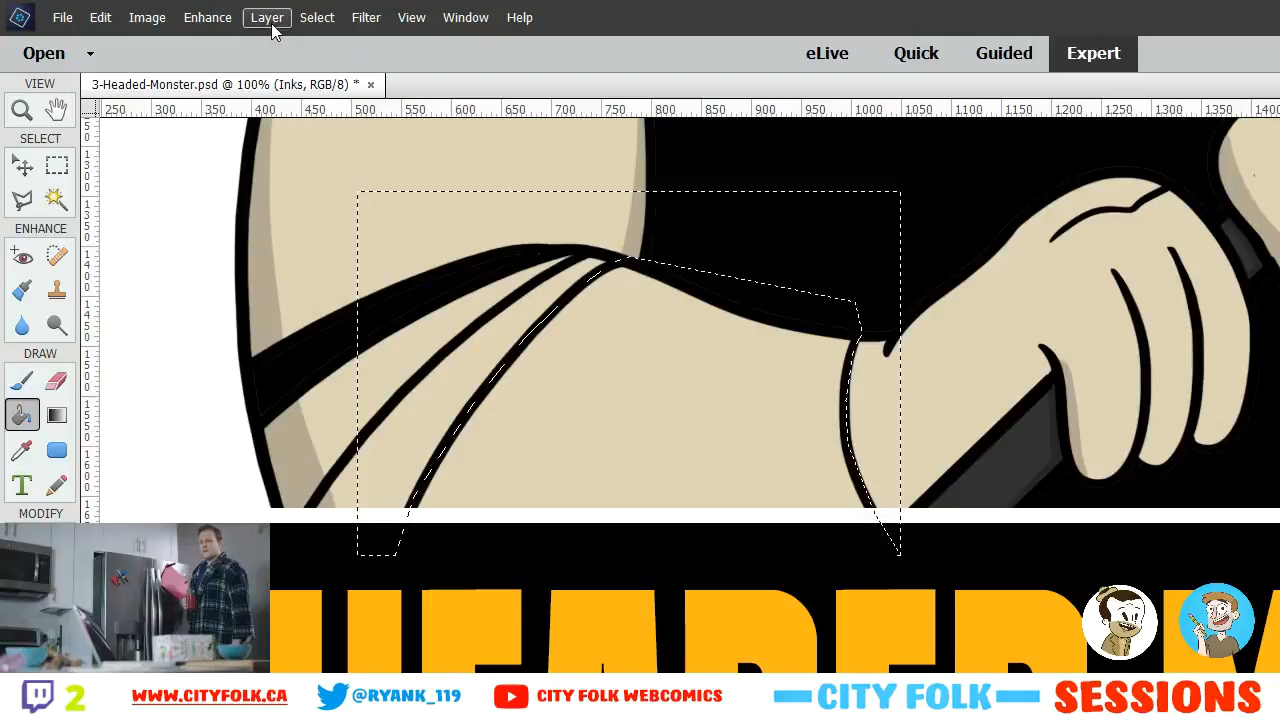 File Edit Image Enhance Layer Select Filter View Window Help
Open eLive Quick Guided Expert
VIEW 3-Headed-Monster.psd @ 100% (Inks, RGB/8) * ×
250 300 350 400 450 500 550 600 650 700 750 800 850 900 950 1000 1050 1100 1150 1200 1250 1300 1350 1400
SELECT
ENHANCE
DRAW
T
MODIFY
HEADED M
2 www.CITYFOLK.CA @RYANK_119 CITY FOLK WEBCOMICS CITY FOLK SESSIONS